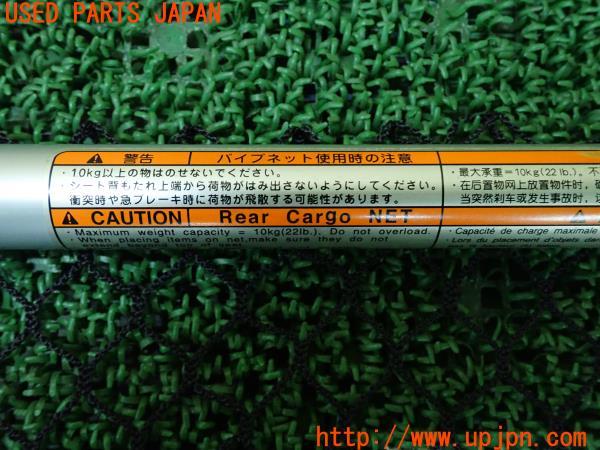 USED PARTS JAPAN
警告 パイプネット使用時の注意
・10kg以上の物はのせないでください。
・シート背もたれ上端から荷物がはみ出さないようにしてください。
衝突時や急ブレーキ時に荷物が飛散する可能性があります。
CAUTION Rear Cargo NET
・Maximum weight capacity = 10kg(22lb.). Do not overload.
・When placing items on net,make sure they do not
extend beyond top of seat
・最大承重=10kg(22 lb.)。不
・在后置物网上放置物件时，
当突然刹车或发生事故时，
・Capacité de charge maximale
・Lors du placement d'objets dans
http://www.upjpn.com